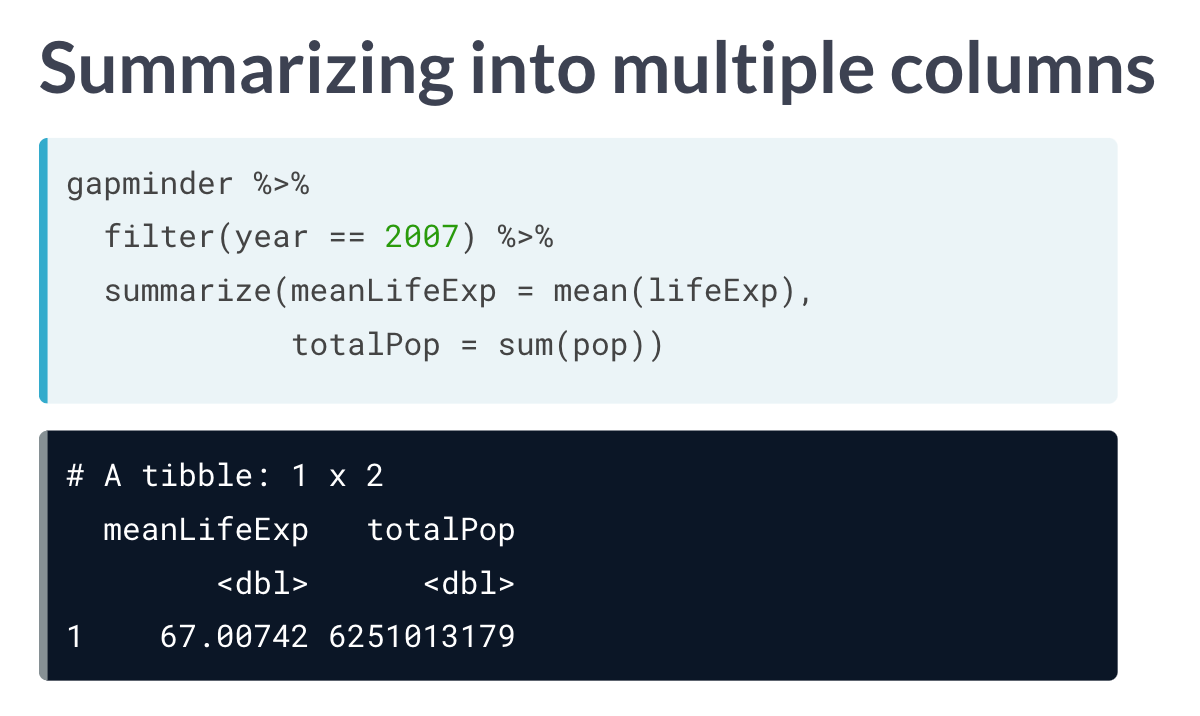 Summarizing into multiple columns
gapminder %>%
  filter(year == 2007) %>%
  summarize(meanLifeExp = mean(lifeExp),
            totalPop = sum(pop))
# A tibble: 1 x 2
  meanLifeExp   totalPop
        <dbl>      <dbl>
1    67.00742 6251013179